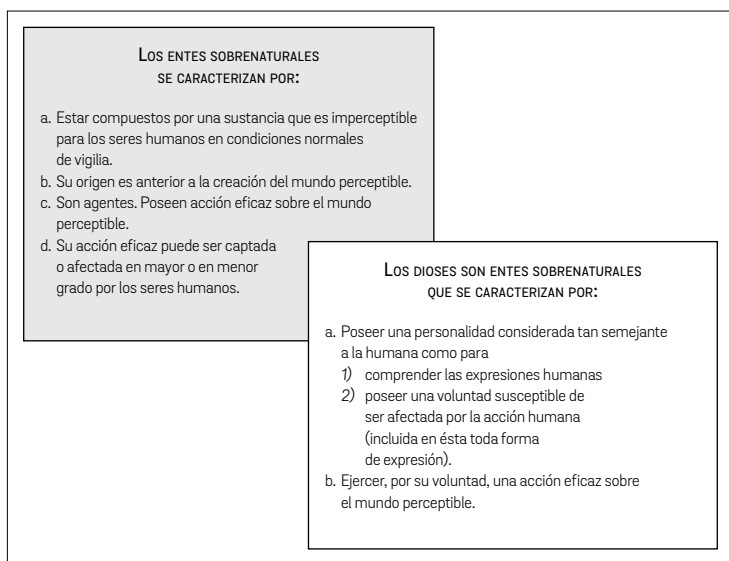 LOS ENTES SOBRENATURALES
SE CARACTERIZAN POR:
a. Estar compuestos por una sustancia que es imperceptible
para los seres humanos en condiciones normales
de vigilia.
b. Su origen es anterior a la creación del mundo perceptible.
c. Son agentes. Poseen acción eficaz sobre el mundo
perceptible.
d. Su acción eficaz puede ser captada
o afectada en mayor o en menor
grado por los seres humanos.
LOS DIOSES SON ENTES SOBRENATURALES
QUE SE CARACTERIZAN POR:
a. Poseer una personalidad considerada tan semejante
a la humana como para
1) comprender las expresiones humanas
2) poseer una voluntad susceptible de
ser afectada por la acción humana
(incluida en ésta toda forma
de expresión).
b. Ejercer, por su voluntad, una acción eficaz sobre
el mundo perceptible.